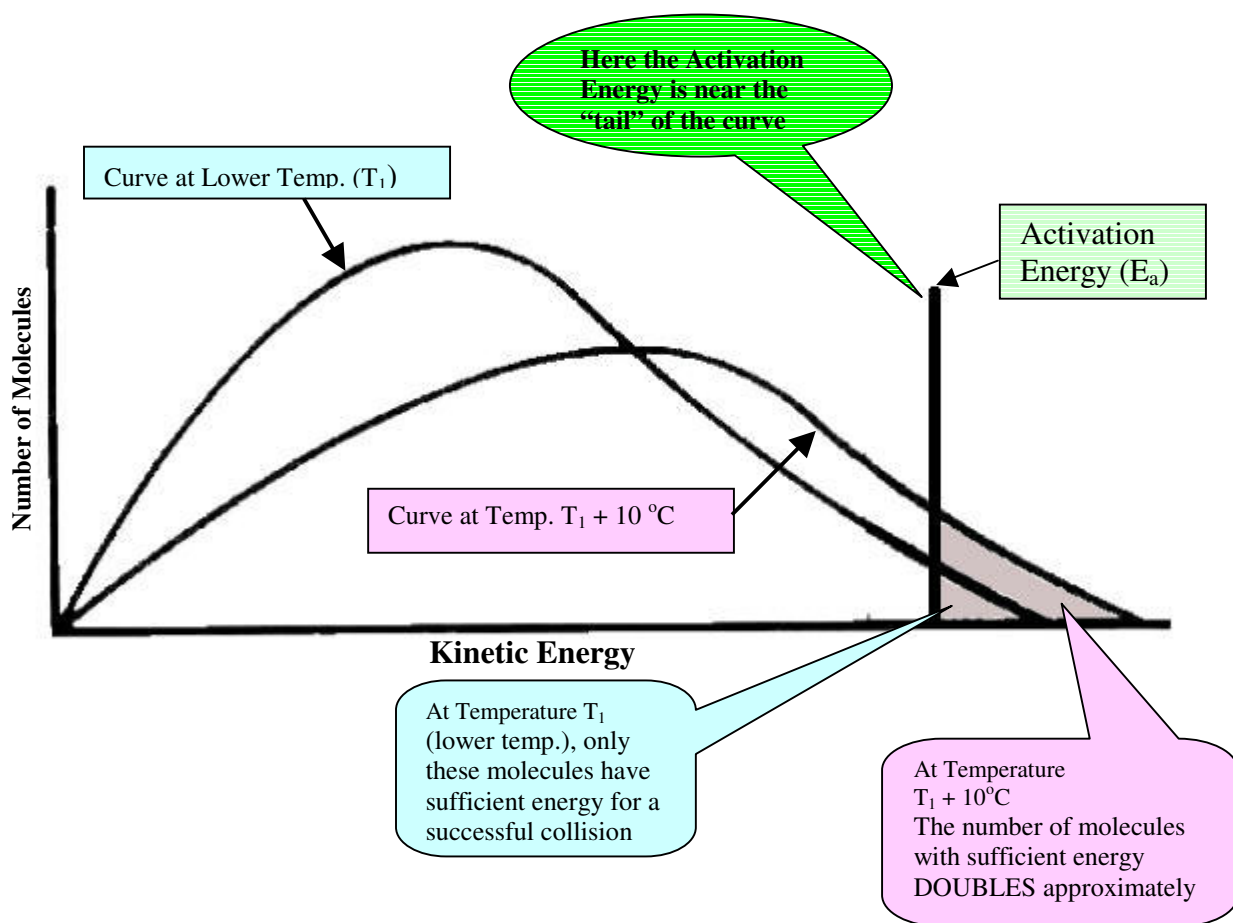 Here the Activation
Energy is near the
“tail” of the curve
Curve at Lower Temp. (T₁)
Activation
Energy (Eₐ)
Number of Molecules
Curve at Temp. T₁ + 10 °C
Kinetic Energy
At Temperature T₁
(lower temp.), only
these molecules have
sufficient energy for a
successful collision
At Temperature
T₁ + 10°C
The number of molecules
with sufficient energy
DOUBLES approximately